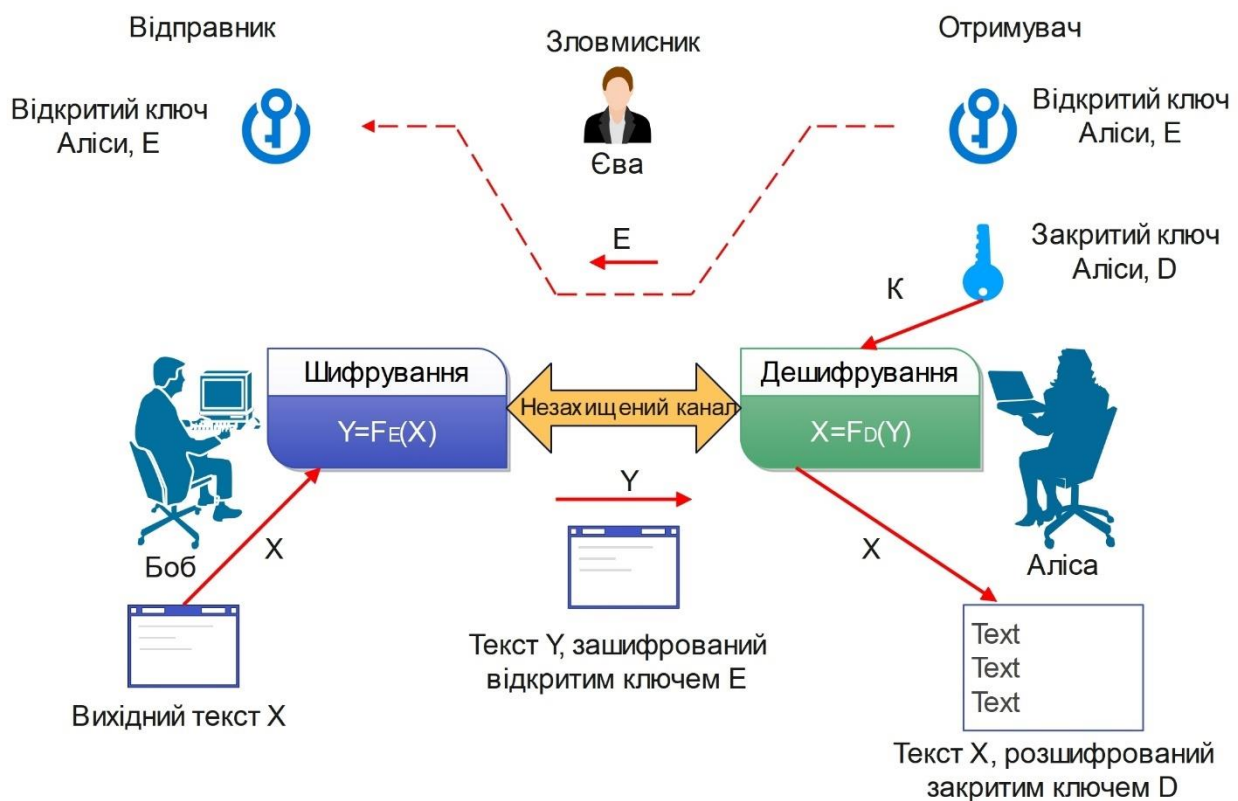 Відправник
Зловмисник
Отримувач
Відкритий ключ
Аліси, E
Єва
Відкритий ключ
Аліси, E
E
Закритий ключ
Аліси, D
К
Шифрування
Y=FE(X)
Незахищений канал
Дешифрування
X=FD(Y)
Y
X
X
Боб
Аліса
Вихідний текст X
Текст Y, зашифрований
відкритим ключем E
Text
Text
Text
Текст X, розшифрований
закритим ключем D